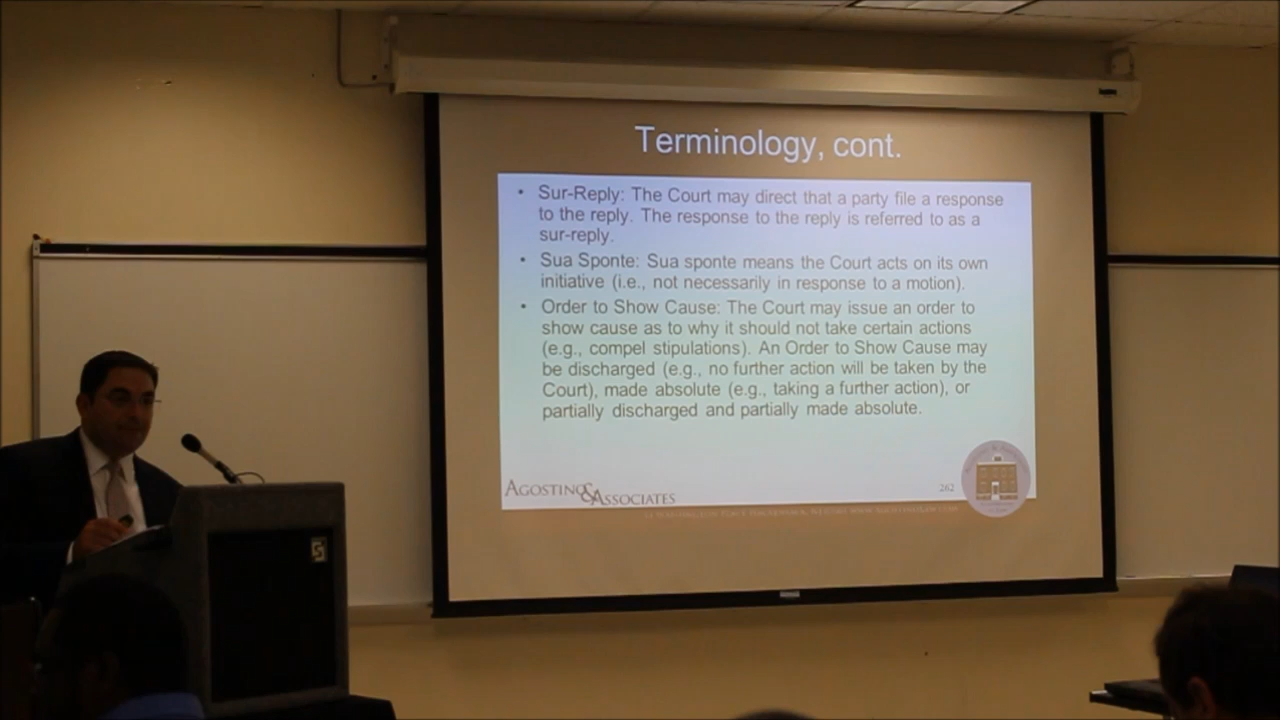 Terminology, cont.
• Sur-Reply: The Court may direct that a party file a response
to the reply. The response to the reply is referred to as a
sur-reply.
• Sua Sponte: Sua sponte means the Court acts on its own
initiative (i.e., not necessarily in response to a motion).
• Order to Show Cause: The Court may issue an order to
show cause as to why it should not take certain actions
(e.g., compel stipulations). An Order to Show Cause may
be discharged (e.g., no further action will be taken by the
Court), made absolute (e.g., taking a further action), or
partially discharged and partially made absolute.
AGOSTINO & ASSOCIATES
262
S